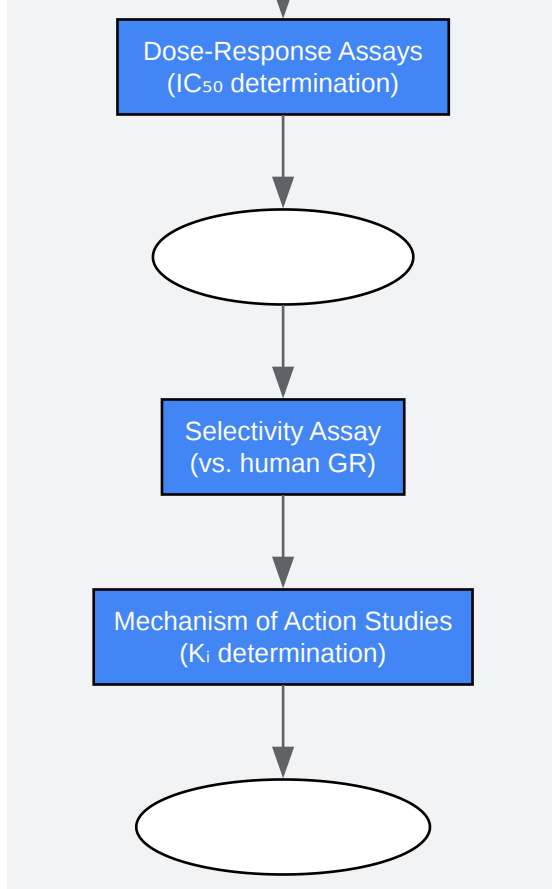 Dose-Response Assays
(IC₅₀ determination)
Selectivity Assay
(vs. human GR)
Mechanism of Action Studies
(Kᵢ determination)